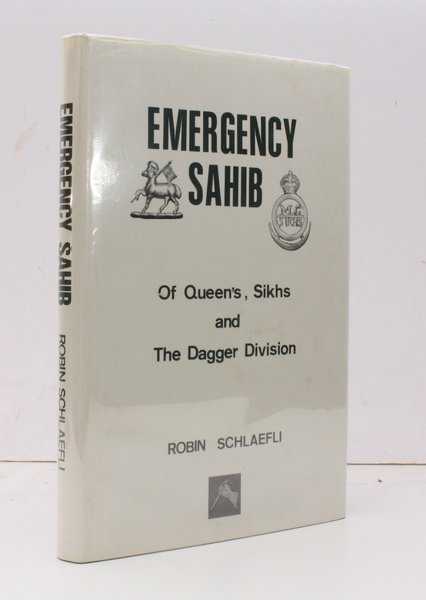 EMERGENCY
SAHIB
Of Queen's, Sikhs
and
The Dagger Division
ROBIN SCHLAEFLI
EMERGENCY SAHIB
ROBIN SCHLAEFLI